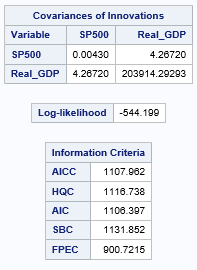 Covariances of Innovations
Variable SP500 Real_GDP
SP500 0.00430 4.26720
Real_GDP 4.26720 203914.29293
Log-likelihood -544.199
Information Criteria
AICC 1107.962
HQC 1116.738
AIC 1106.397
SBC 1131.852
FPEC 900.7215